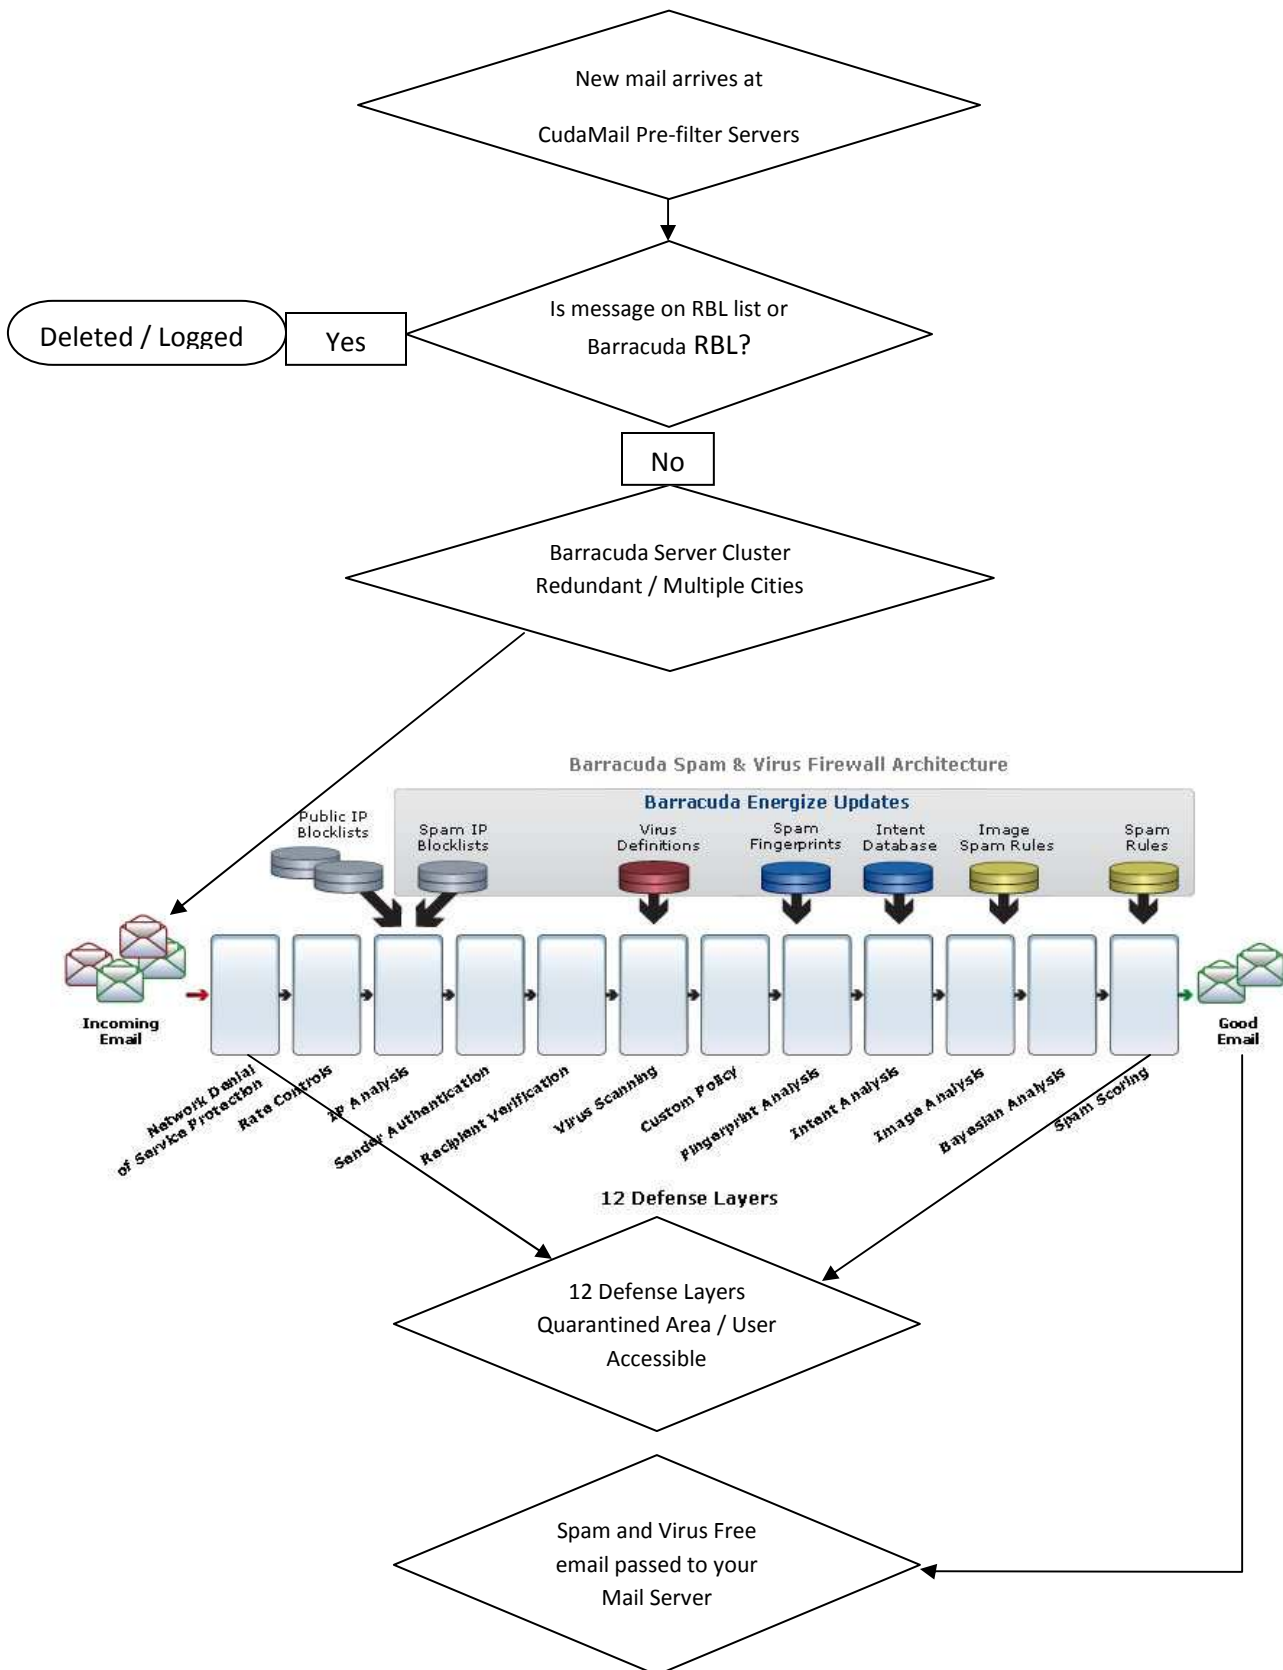 New mail arrives at
CudaMail Pre-filter Servers
Is message on RBL list or
Barracuda RBL?
Deleted / Logged
Yes
No
Barracuda Server Cluster
Redundant / Multiple Cities
Barracuda Spam & Virus Firewall Architecture
Barracuda Energize Updates
Public IP
Blocklists
Spam IP
Blocklists
Virus
Definitions
Spam
Fingerprints
Intent
Database
Image
Spam Rules
Spam
Rules
Incoming
Email
Good
Email
Network Denial
of Service Protection
Rate Controls
IP Analysis
Sender Authentication
Recipient Verification
Virus Scanning
Custom Policy
Fingerprint Analysis
Intent Analysis
Image Analysis
Bayesian Analysis
Spam Scoring
12 Defense Layers
12 Defense Layers
Quarantined Area / User
Accessible
Spam and Virus Free
email passed to your
Mail Server